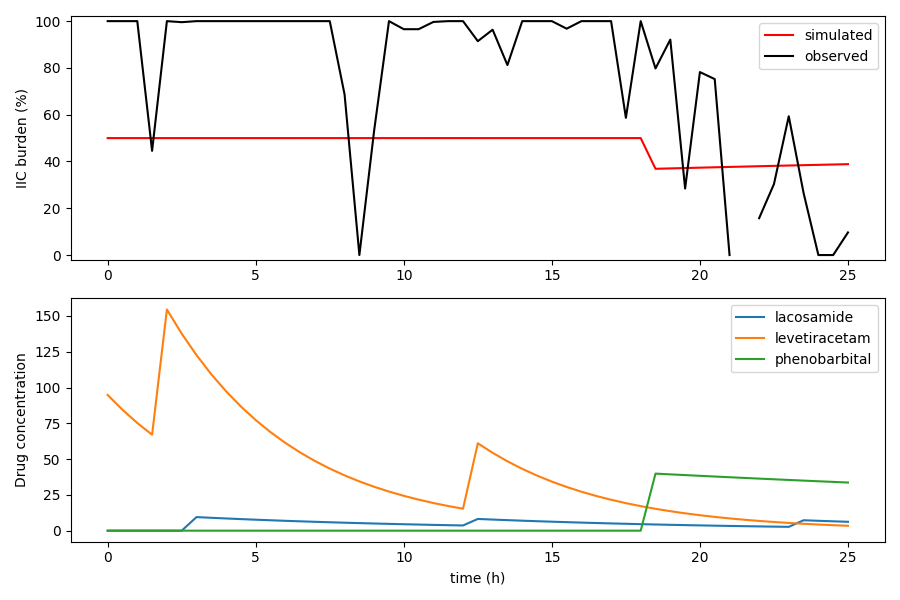 IIC burden (%)
100
80
60
40
20
0
simulated
observed
0 5 10 15 20 25
Drug concentration
150
125
100
75
50
25
0
lacosamide
levetiracetam
phenobarbital
0 5 10 15 20 25
time (h)